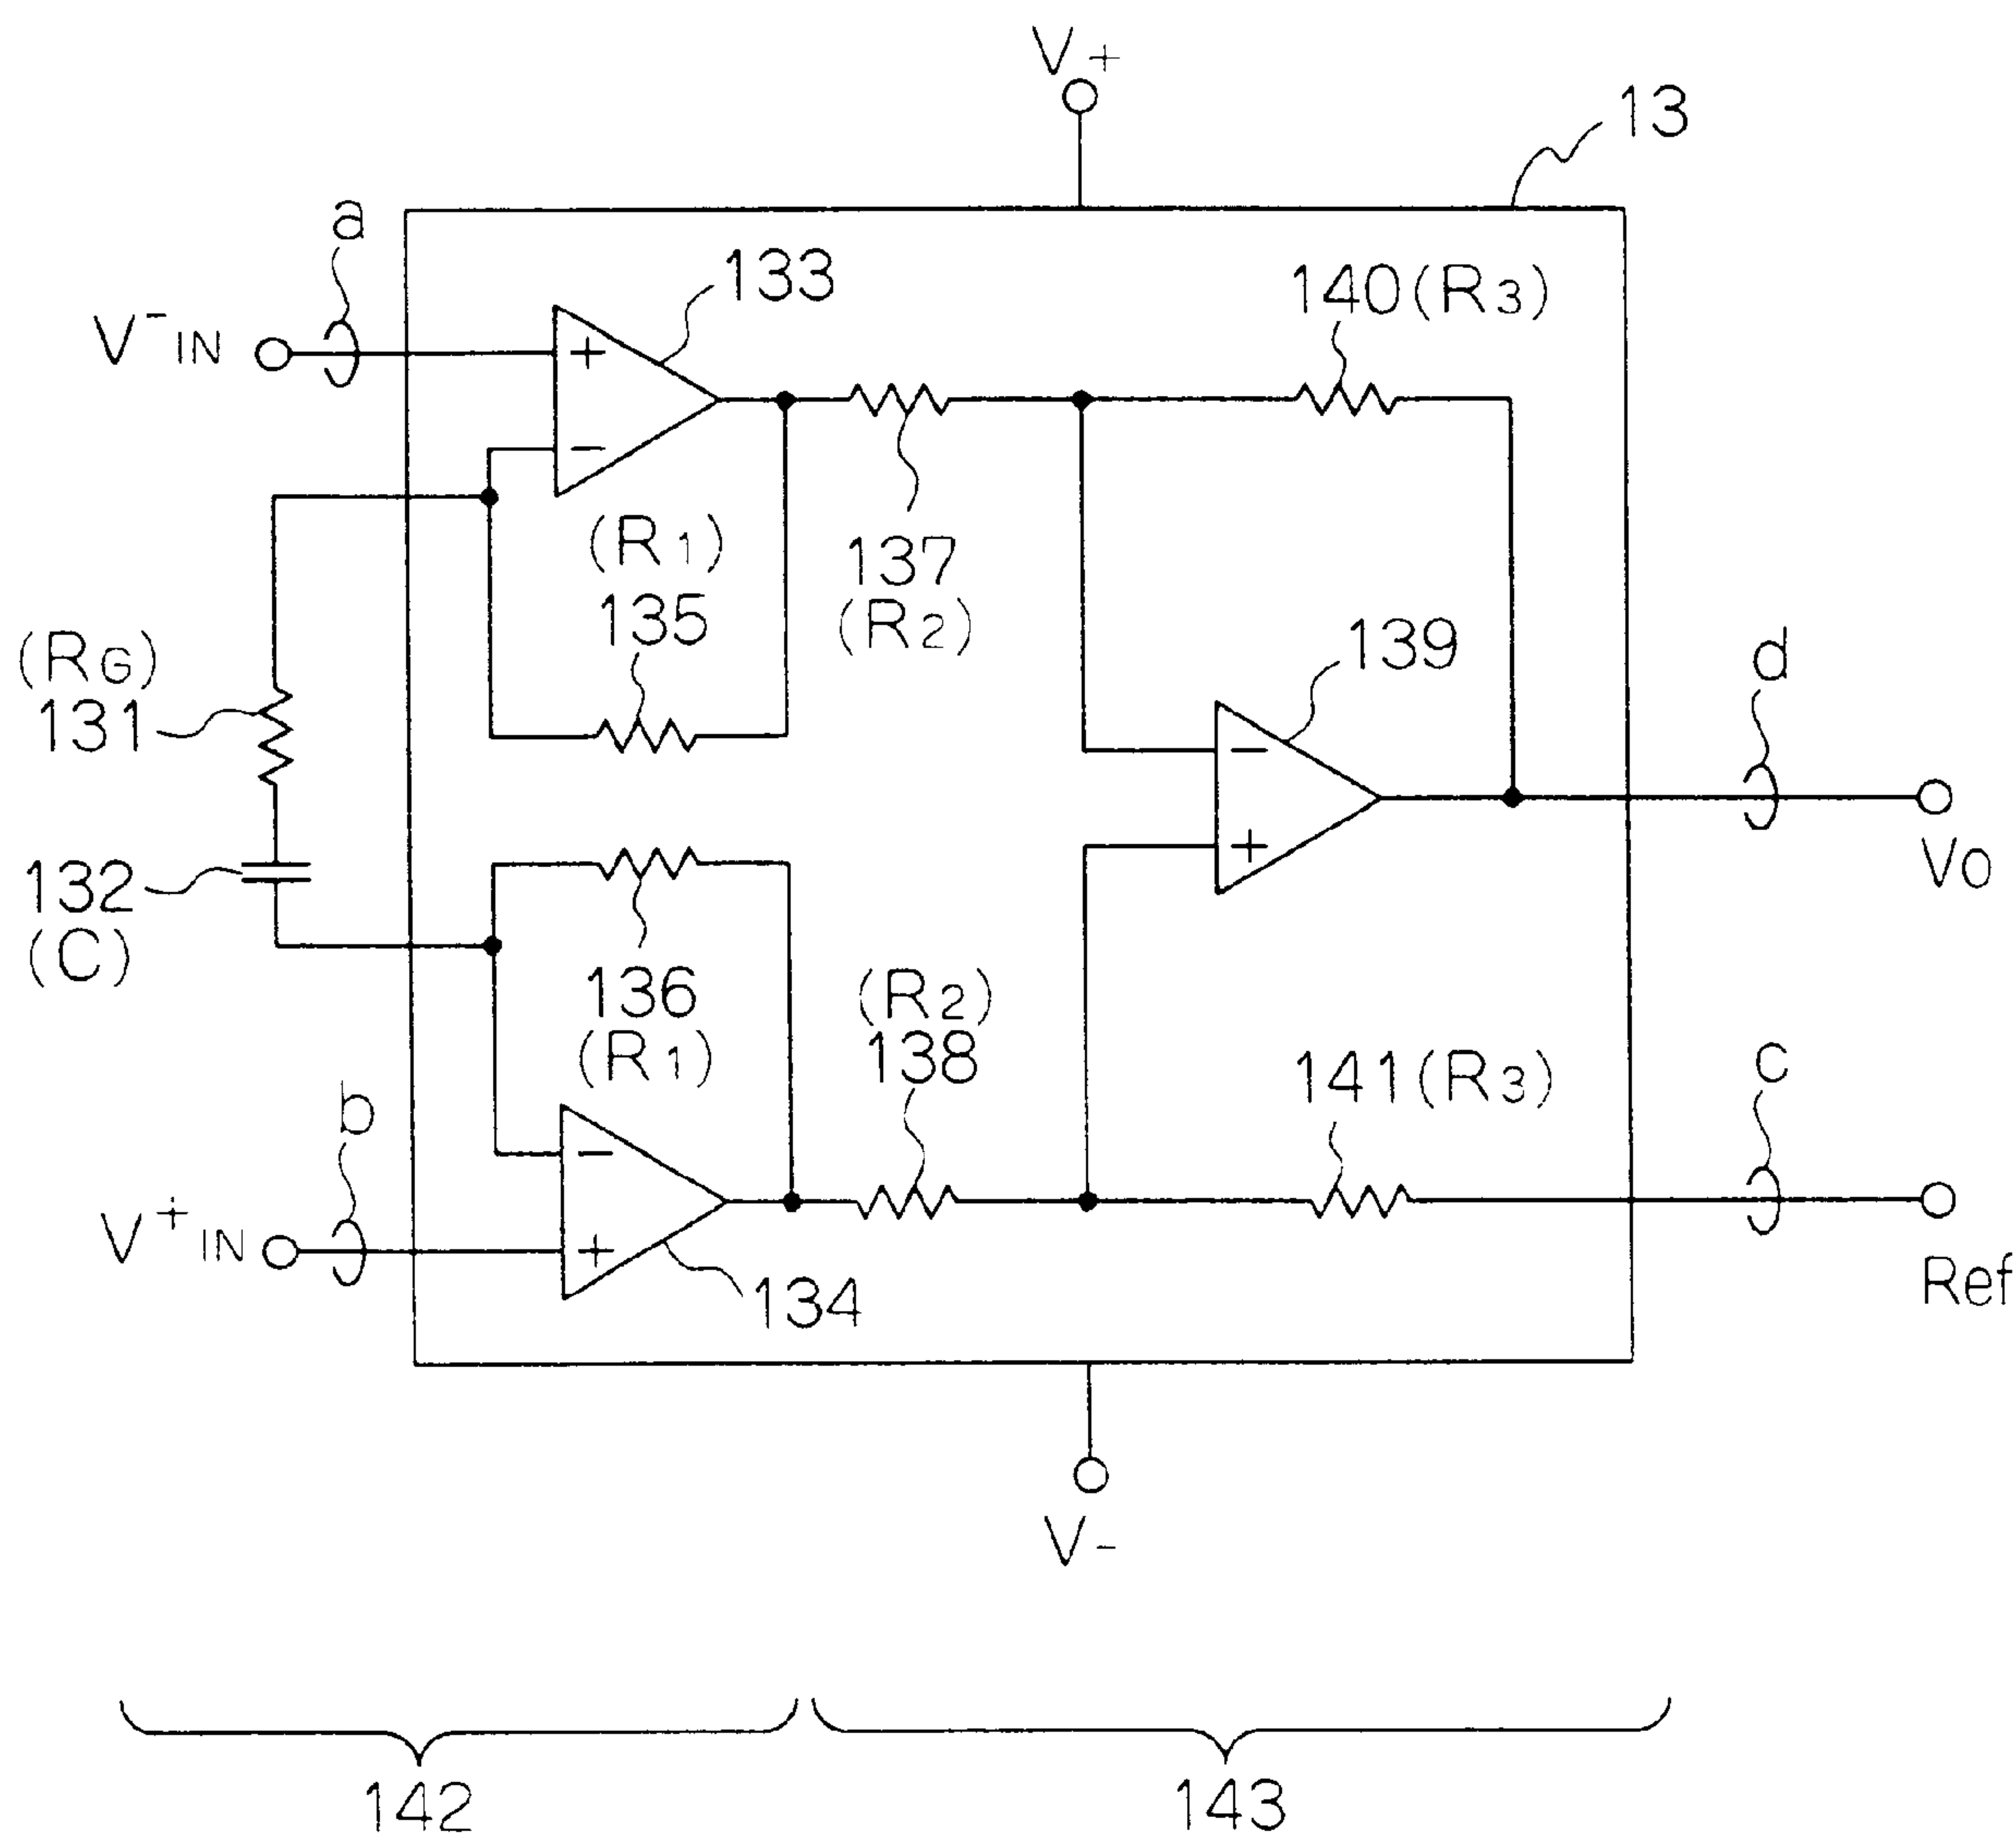 V+
13
a
133
140(R3)
V-IN
(R1)
135
137
(R2)
139
d
(RG)
131
132
(C)
Vo
136
(R1)
(R2)
138
141(R3)
c
b
V+IN
134
Ref
V-
142
143
+
-
-
+
-
+